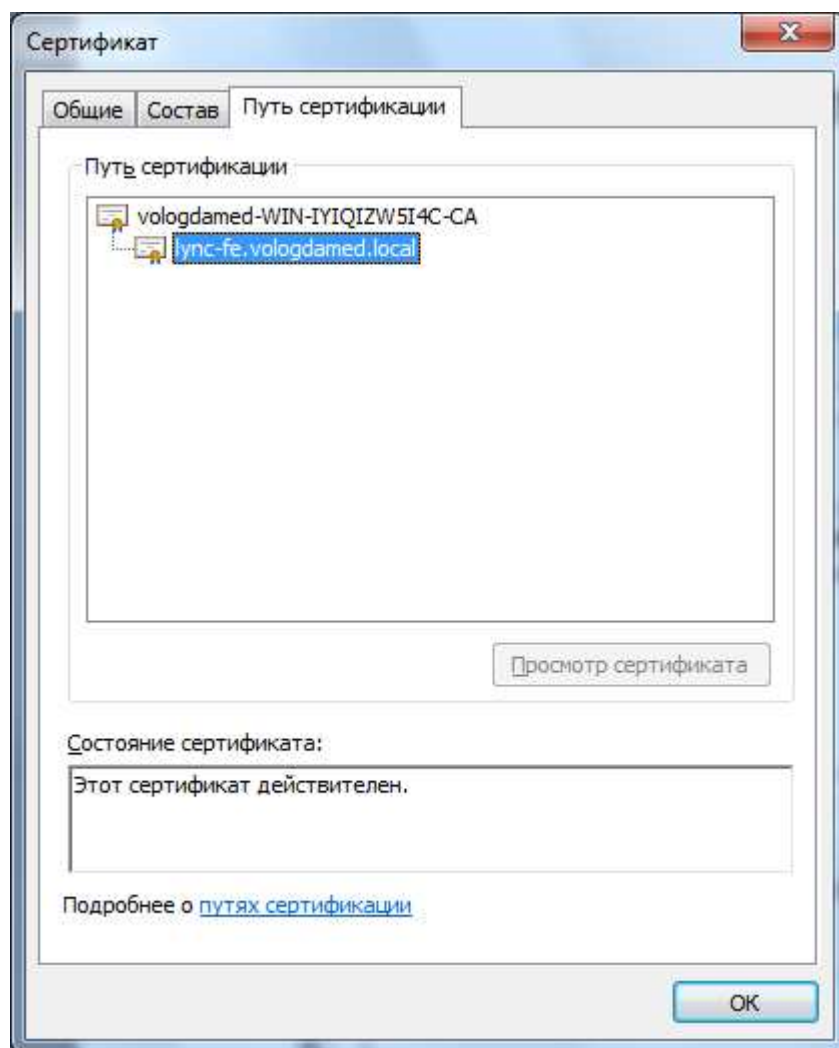 Сертификат
Общие Состав Путь сертификации
Путь сертификации
vologdamed-WIN-IYIQIZW5I4C-CA
lync-fe.vologdamed.local
Просмотр сертификата
Состояние сертификата:
Этот сертификат действителен.
Подробнее о путях сертификации
ОК